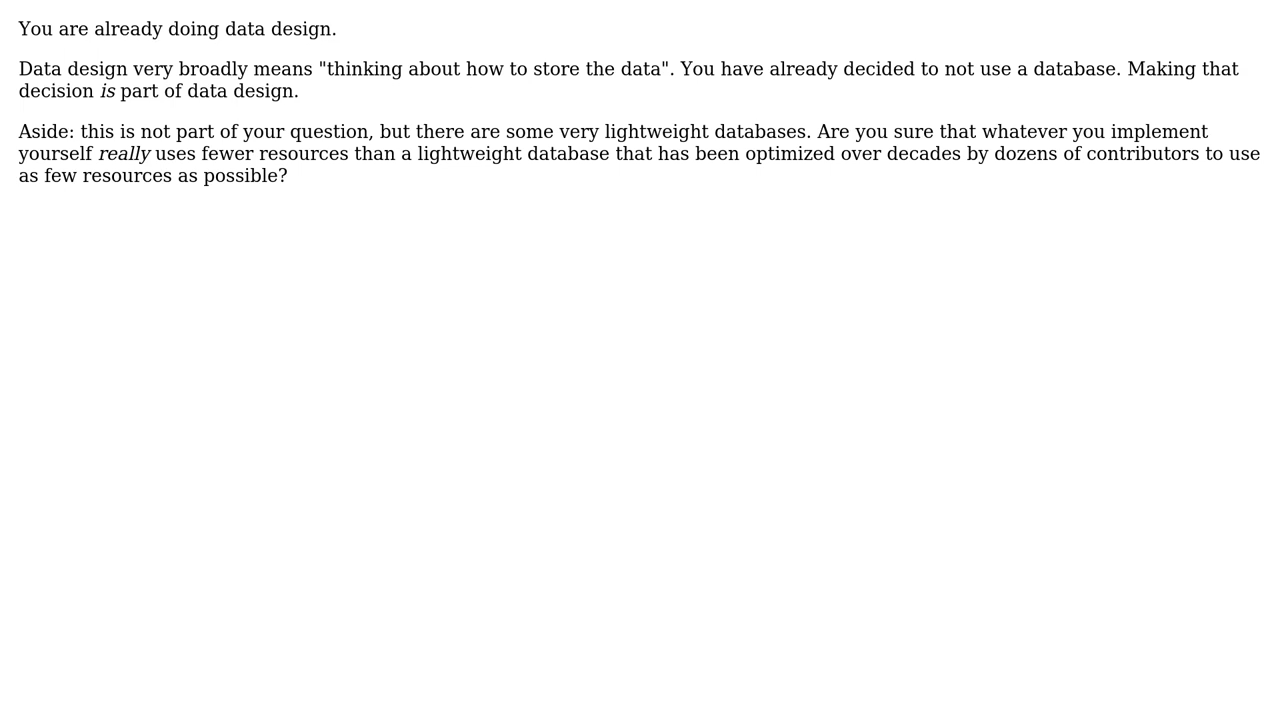 You are already doing data design.
Data design very broadly means "thinking about how to store the data". You have already decided to not use a database. Making that
decision is part of data design.
Aside: this is not part of your question, but there are some very lightweight databases. Are you sure that whatever you implement
yourself really uses fewer resources than a lightweight database that has been optimized over decades by dozens of contributors to use
as few resources as possible?